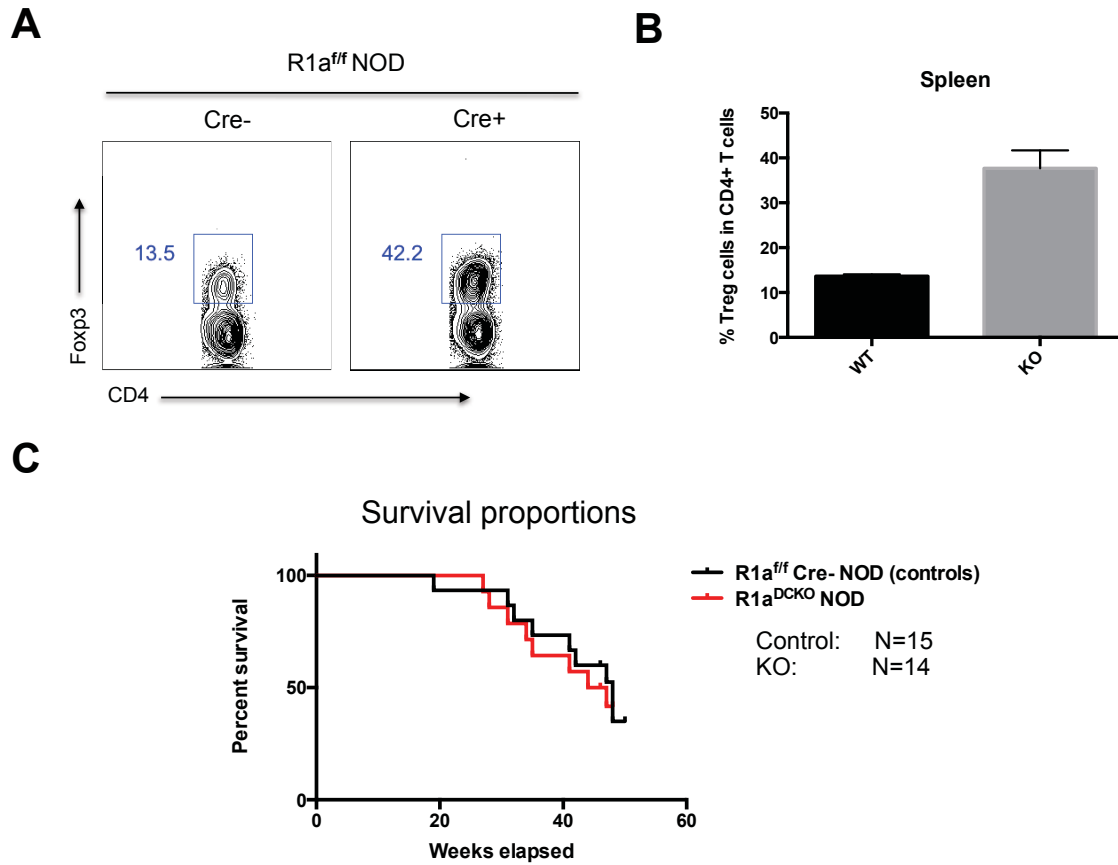 A
R1a^f/f NOD
Cre-
Cre+
13.5
42.2
Foxp3
CD4
B
Spleen
50
40
30
20
10
0
% Treg cells in CD4+ T cells
WT
KO
C
Survival proportions
100
50
0
Percent survival
0
20
40
60
Weeks elapsed
R1a^f/f Cre- NOD (controls)
R1a^DCKO NOD
Control: N=15
KO: N=14